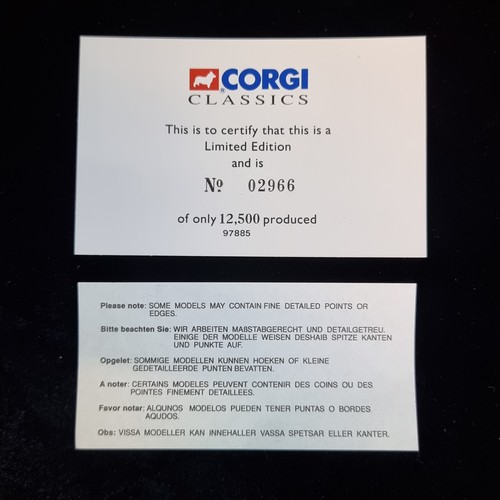 CORGI
®
CLASSICS
This is to certify that this is a
Limited Edition
and is
Nº 02966
of only 12,500 produced
97885
Please note: SOME MODELS MAY CONTAIN FINE DETAILED POINTS OR
EDGES.
Bitte beachten Sie: WIR ARBEITEN MAßSTABGERECHT UND DETAILGETREU.
EINIGE DER MODELLE WEISEN DESHAIB SPITZE KANTEN
UND PUNKTE AUF.
Opgelet: SOMMIGE MODELLEN KUNNEN HOEKEN OF KLEINE
GEDETAILLEERDE PUNTEN BEVATTEN.
A noter: CERTAINS MODELES PEUVENT CONTENIR DES COINS OU DES
POINTES FINEMENT DETAILLEES.
Favor notar: ALQUNOS MODELOS PUEDEN TENER PUNTAS O BORDES
AQUDOS.
Obs: VISSA MODELLER KAN INNEHALLER VASSA SPETSAR ELLER KANTER.